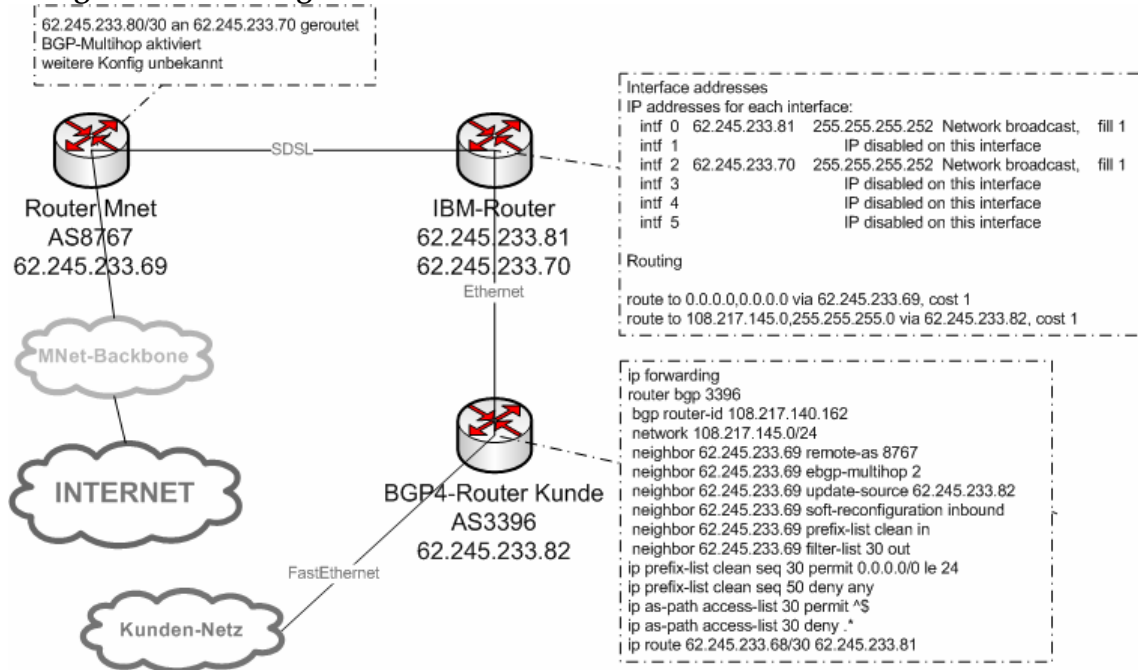 62.245.233.80/30 an 62.245.233.70 geroutet
BGP-Multihop aktiviert
weitere Konfig unbekannt
SDSL
Router Mnet
AS8767
62.245.233.69
IBM-Router
62.245.233.81
62.245.233.70
Interface addresses
IP addresses for each interface:
intf 0 62.245.233.81 255.255.255.252 Network broadcast, fill 1
intf 1 IP disabled on this interface
intf 2 62.245.233.70 255.255.255.252 Network broadcast, fill 1
intf 3 IP disabled on this interface
intf 4 IP disabled on this interface
intf 5 IP disabled on this interface
Routing
route to 0.0.0.0,0.0.0.0 via 62.245.233.69, cost 1
route to 108.217.145.0,255.255.255.0 via 62.245.233.82, cost 1
Ethernet
MNet-Backbone
INTERNET
BGP4-Router Kunde
AS3396
62.245.233.82
ip forwarding
router bgp 3396
bgp router-id 108.217.140.162
network 108.217.145.0/24
neighbor 62.245.233.69 remote-as 8767
neighbor 62.245.233.69 ebgp-multihop 2
neighbor 62.245.233.69 update-source 62.245.233.82
neighbor 62.245.233.69 soft-reconfiguration inbound
neighbor 62.245.233.69 prefix-list clean in
neighbor 62.245.233.69 filter-list 30 out
ip prefix-list clean seq 30 permit 0.0.0.0/0 le 24
ip prefix-list clean seq 50 deny any
ip as-path access-list 30 permit ^$
ip as-path access-list 30 deny .*
ip route 62.245.233.68/30 62.245.233.81
FastEthernet
Kunden-Netz